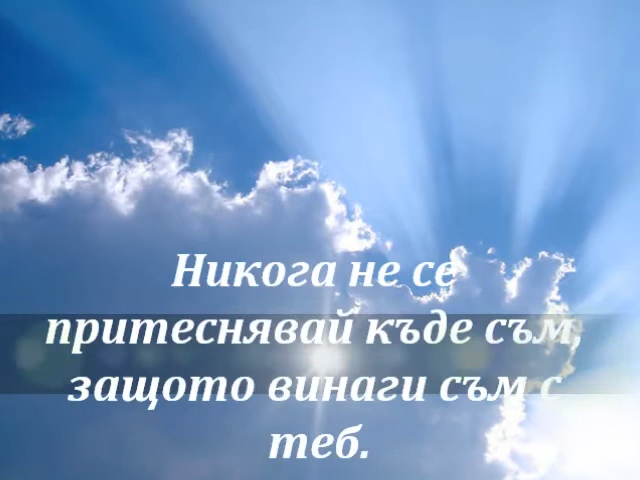 Никога не се
притеснявай къде съм,
защото винаги съм с
теб.